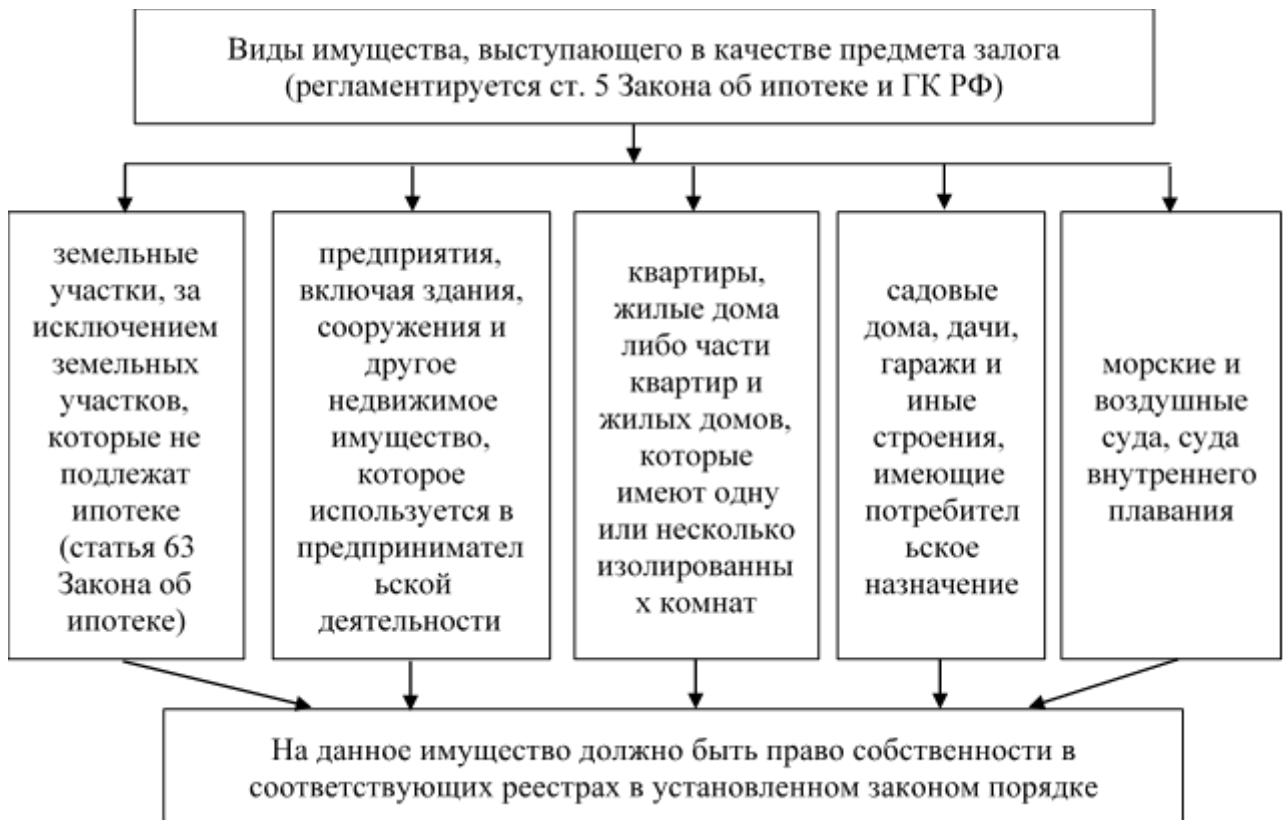 Виды имущества, выступающего в качестве предмета залога
(регламентируется ст. 5 Закона об ипотеке и ГК РФ)
земельные
участки, за
исключением
земельных
участков,
которые не
подлежат
ипотеке
(статья 63
Закона об
ипотеке)
предприятия,
включая здания,
сооружения и
другое
недвижимое
имущество,
которое
используется в
предпринимател
ьской
деятельности
квартиры,
жилые дома
либо части
квартир и
жилых домов,
которые
имеют одну
или несколько
изолированны
х комнат
садовые
дома, дачи,
гаражи и
иные
строения,
имеющие
потребител
ьское
назначение
морские и
воздушные
суда, суда
внутреннего
плавания
На данное имущество должно быть право собственности в
соответствующих реестрах в установленном законом порядке